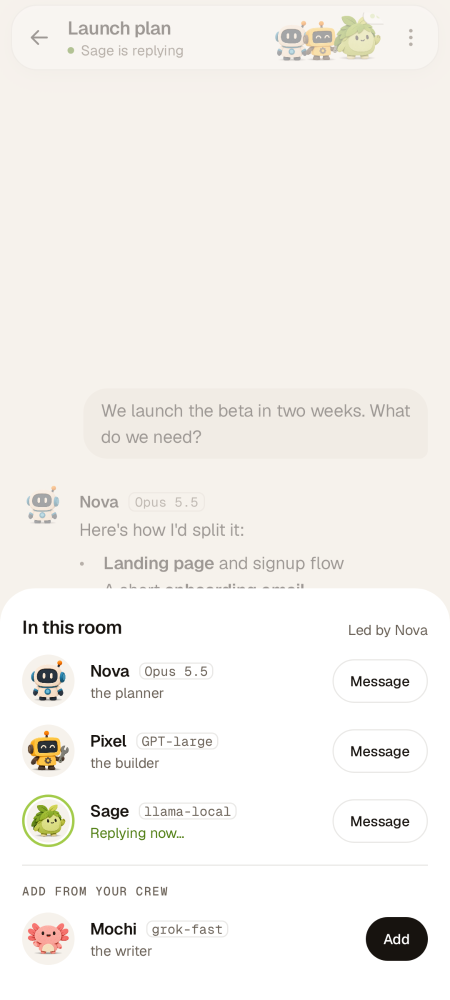 Launch plan
Sage is replying
We launch the beta in two weeks. What
do we need?
Nova Opus 5.5
Here's how I'd split it:
• Landing page and signup flow
A short onboarding email
In this room
Led by Nova
Nova Opus 5.5
the planner
Message
Pixel GPT-large
the builder
Message
Sage llama-local
Replying now…
Message
ADD FROM YOUR CREW
Mochi grok-fast
the writer
Add